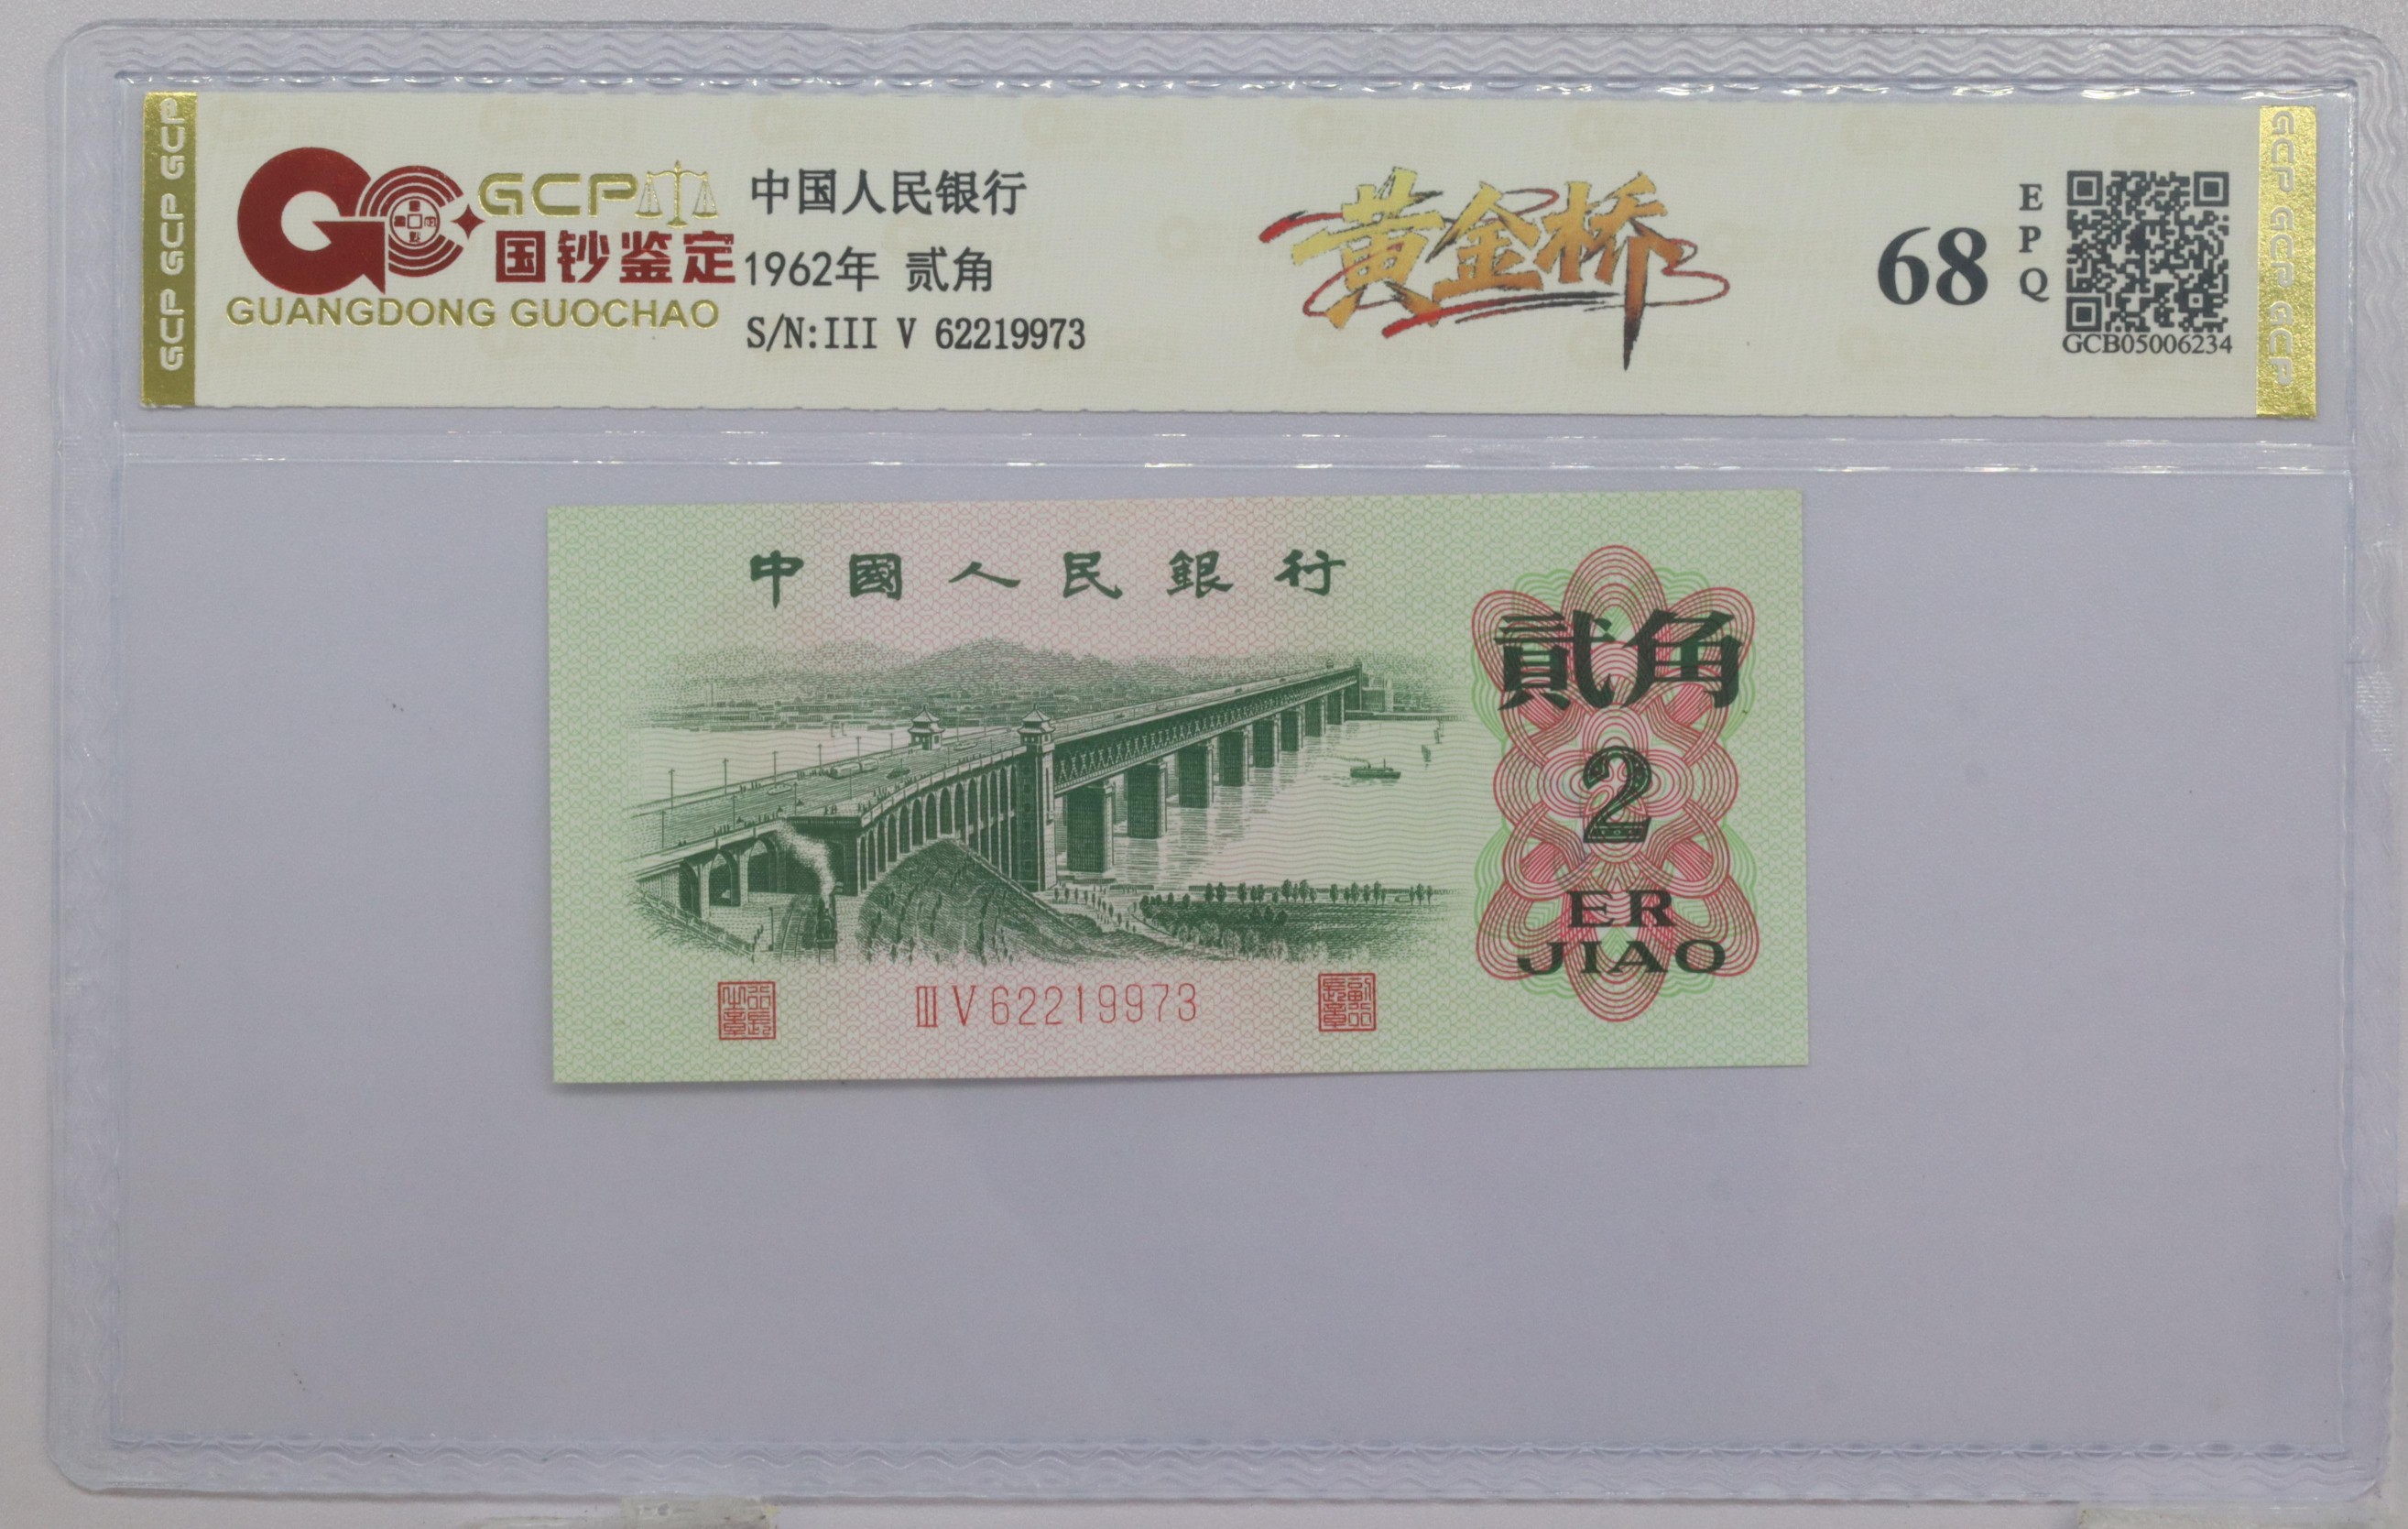 GCP GCP GCP
GCP
国钞鉴定
GUANGDONG GUOCHAO
中国人民银行
1962年 贰角
S/N:III V 62219973
黄金桥
68
EPQ
GCB05006234
GCP GCP GCP
中國人民銀行
貳角
2
ER
JIAO
III V 62219973